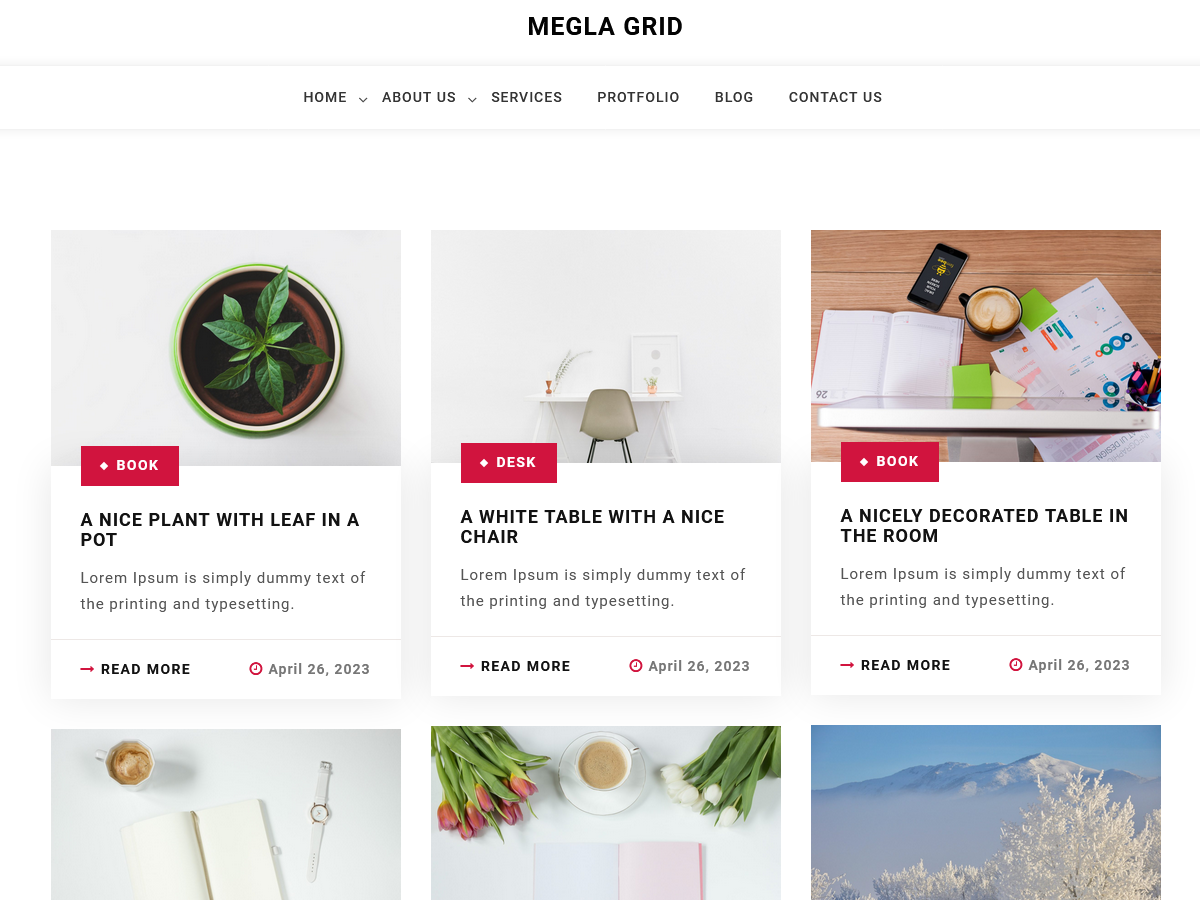 MEGLA GRID
HOME ABOUT US SERVICES PROTFOLIO BLOG CONTACT US
BOOK
A NICE PLANT WITH LEAF IN A
POT
Lorem Ipsum is simply dummy text of
the printing and typesetting.
READ MORE April 26, 2023
DESK
A WHITE TABLE WITH A NICE
CHAIR
Lorem Ipsum is simply dummy text of
the printing and typesetting.
READ MORE April 26, 2023
26
BOOK
A NICELY DECORATED TABLE IN
THE ROOM
Lorem Ipsum is simply dummy text of
the printing and typesetting.
READ MORE April 26, 2023